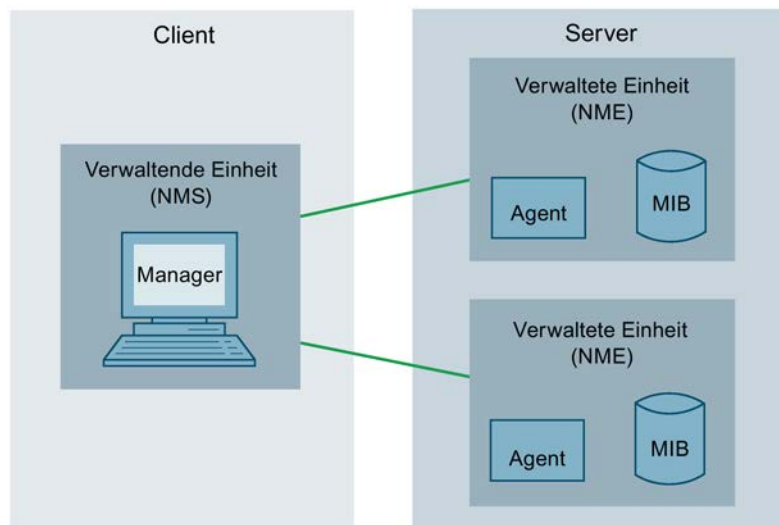 Client
Verwaltende Einheit
(NMS)
Manager
Server
Verwaltete Einheit
(NME)
Agent
MIB
Verwaltete Einheit
(NME)
Agent
MIB